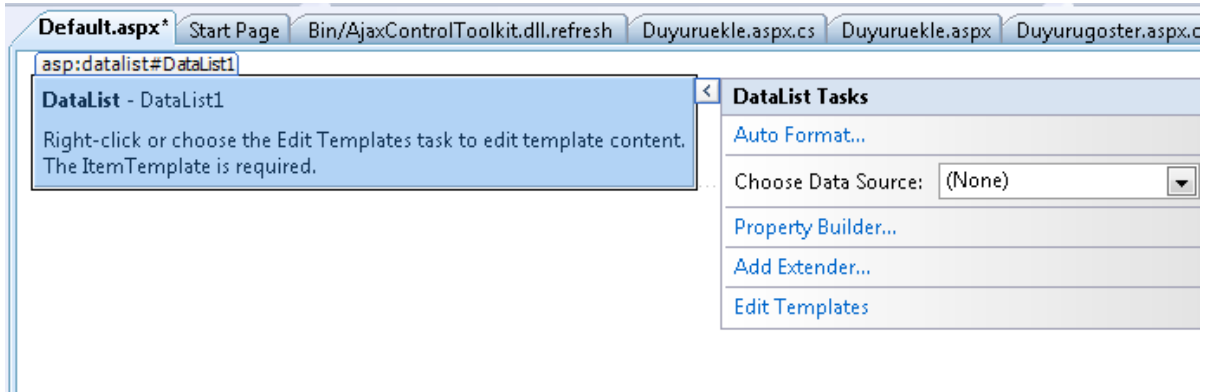 Default.aspx* Start Page Bin/AjaxControlToolkit.dll.refresh Duyuruekle.aspx.cs Duyuruekle.aspx Duyurugoster.aspx.c
asp:datalist#DataList1
DataList - DataList1
Right-click or choose the Edit Templates task to edit template content.
The ItemTemplate is required.
DataList Tasks
Auto Format...
Choose Data Source: (None)
Property Builder...
Add Extender...
Edit Templates